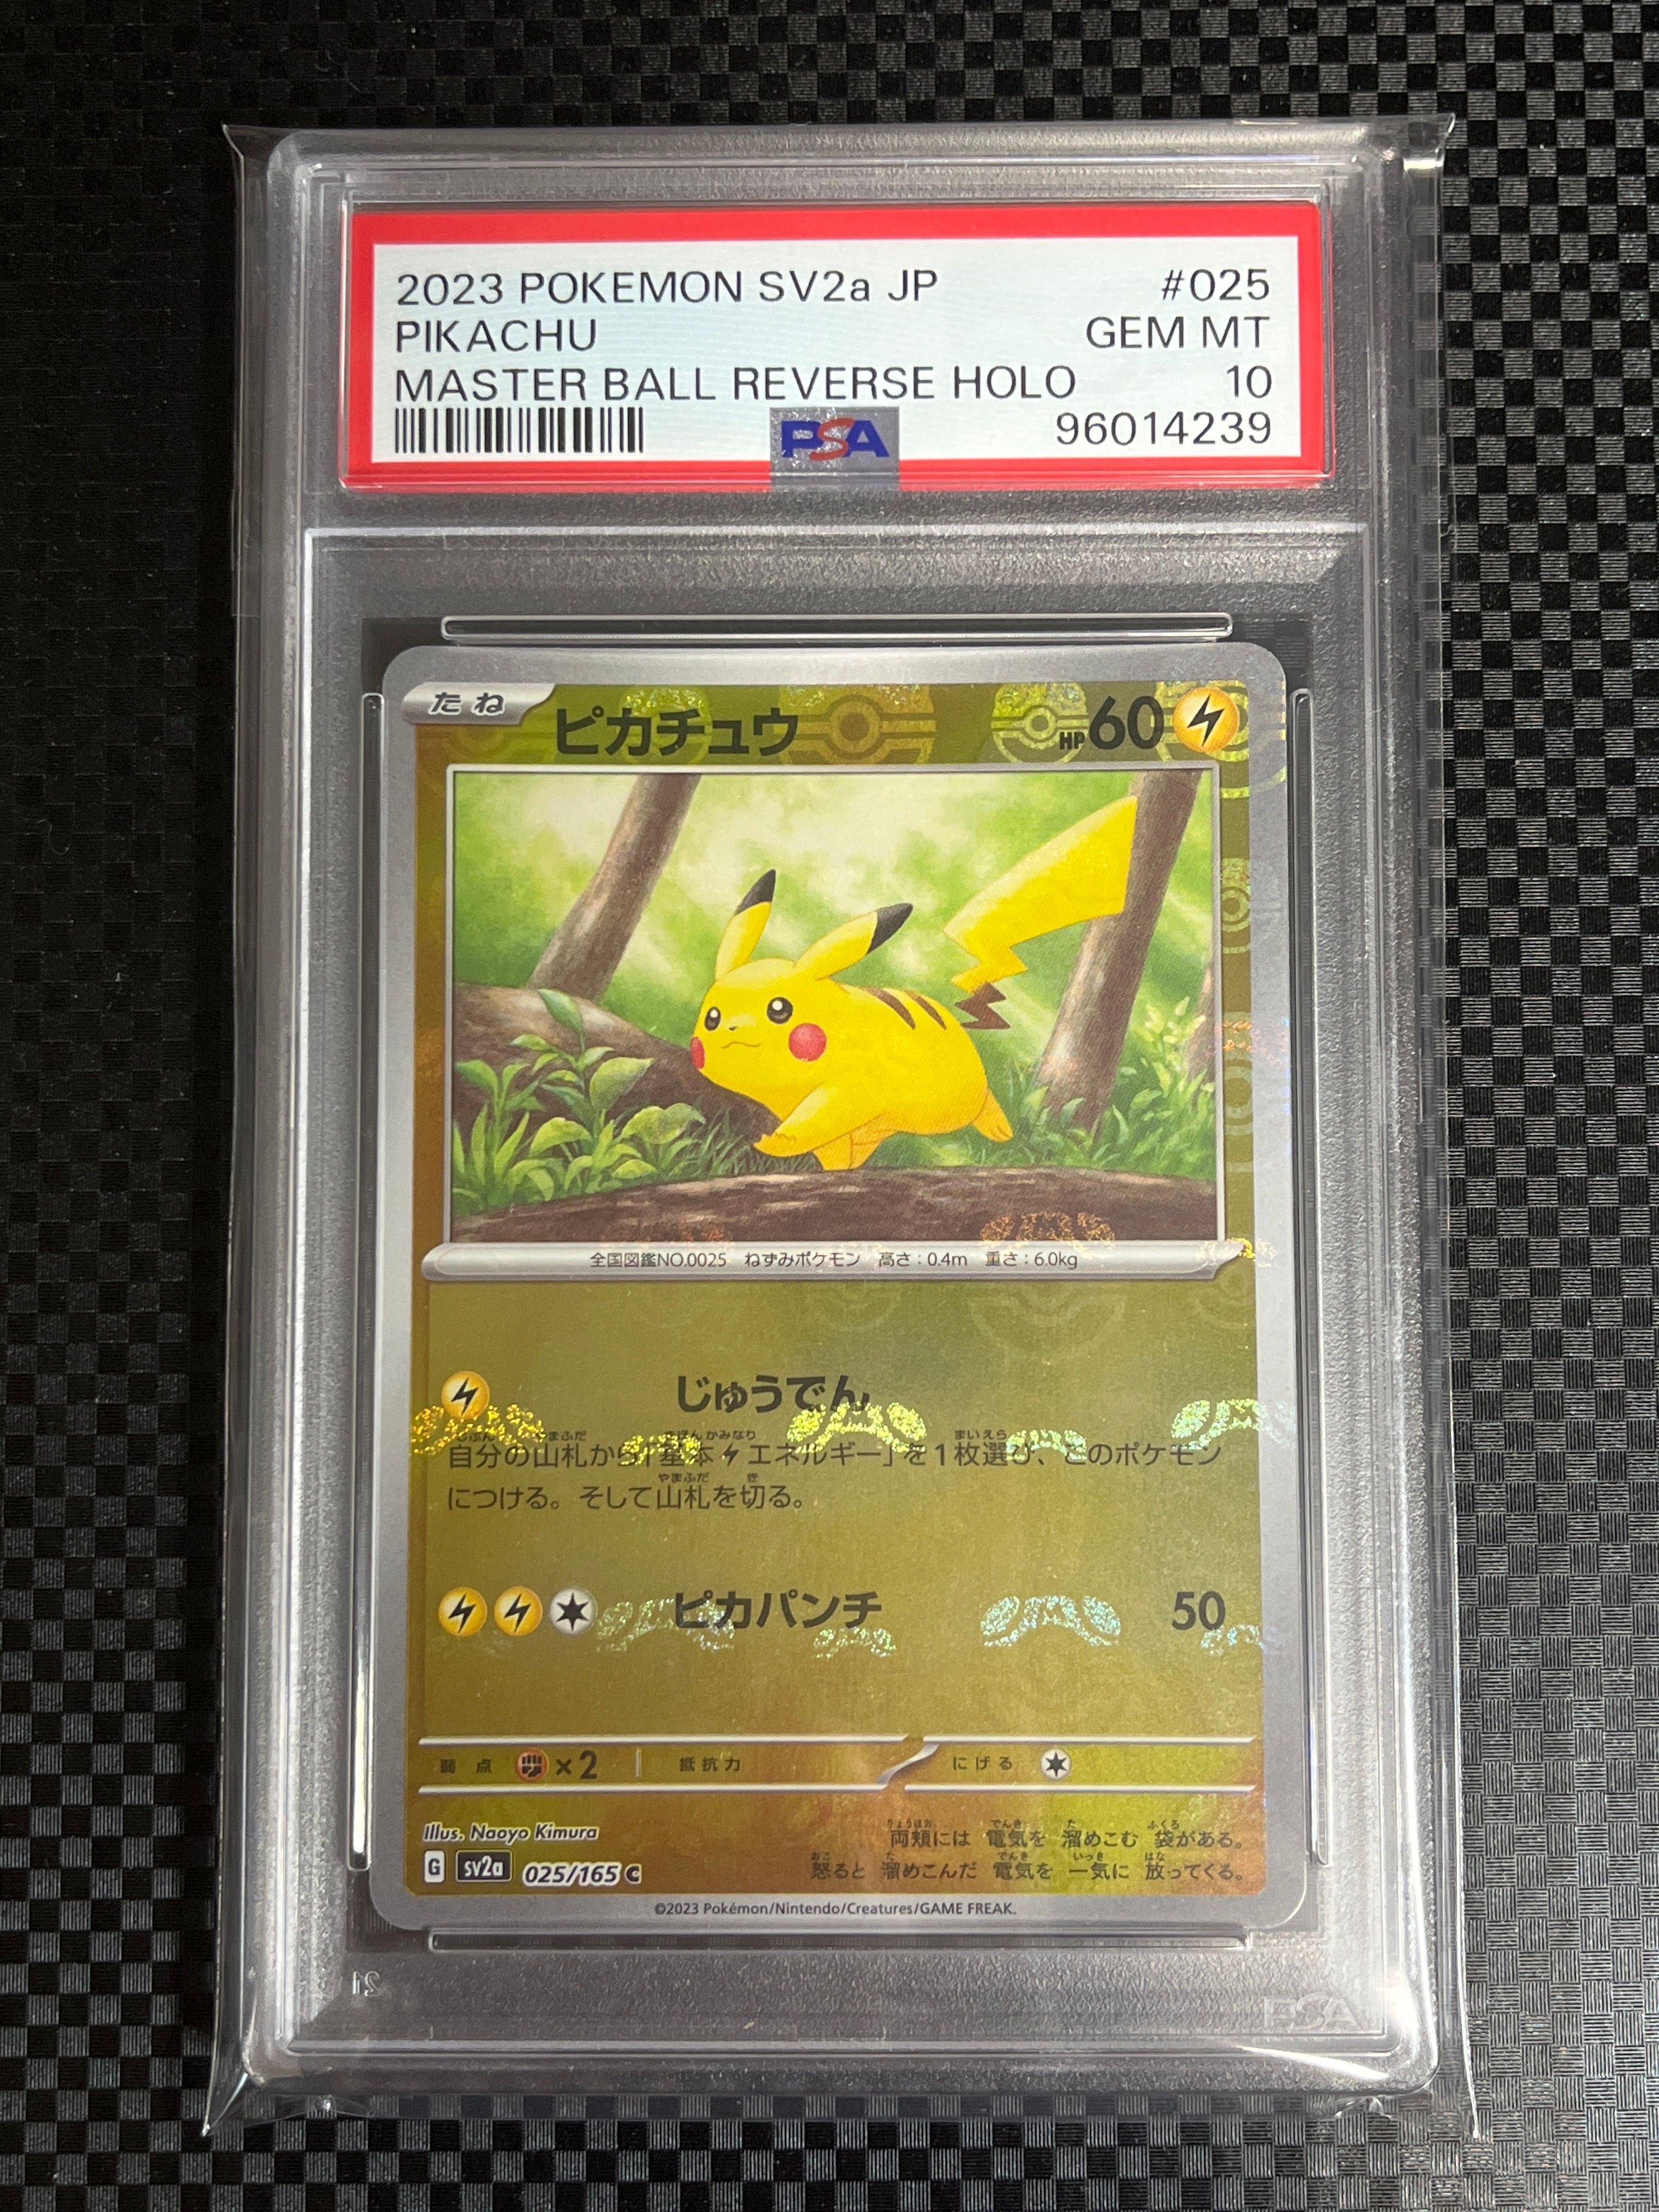 2023 POKEMON SV2a JP #025
PIKACHU GEM MT
MASTER BALL REVERSE HOLO 10
PSA 96014239
たね ピカチュウ HP60
全国図鑑NO.0025 ねずみポケモン 高さ:0.4m 重さ:6.0kg
じゅうでん
自分の山札から「基本エネルギー」を1枚選び、このポケモン
につける。そして山札を切る。
ピカパンチ 50
弱点 ×2 抵抗力 にげる
Illus. Naoyo Kimura
両頬には 電気を 溜めこむ 袋がある。
G sv2a 025/165 C
怒ると 溜めこんだ 電気を 一気に 放ってくる。
©2023 Pokémon/Nintendo/Creatures/GAME FREAK.
PSA